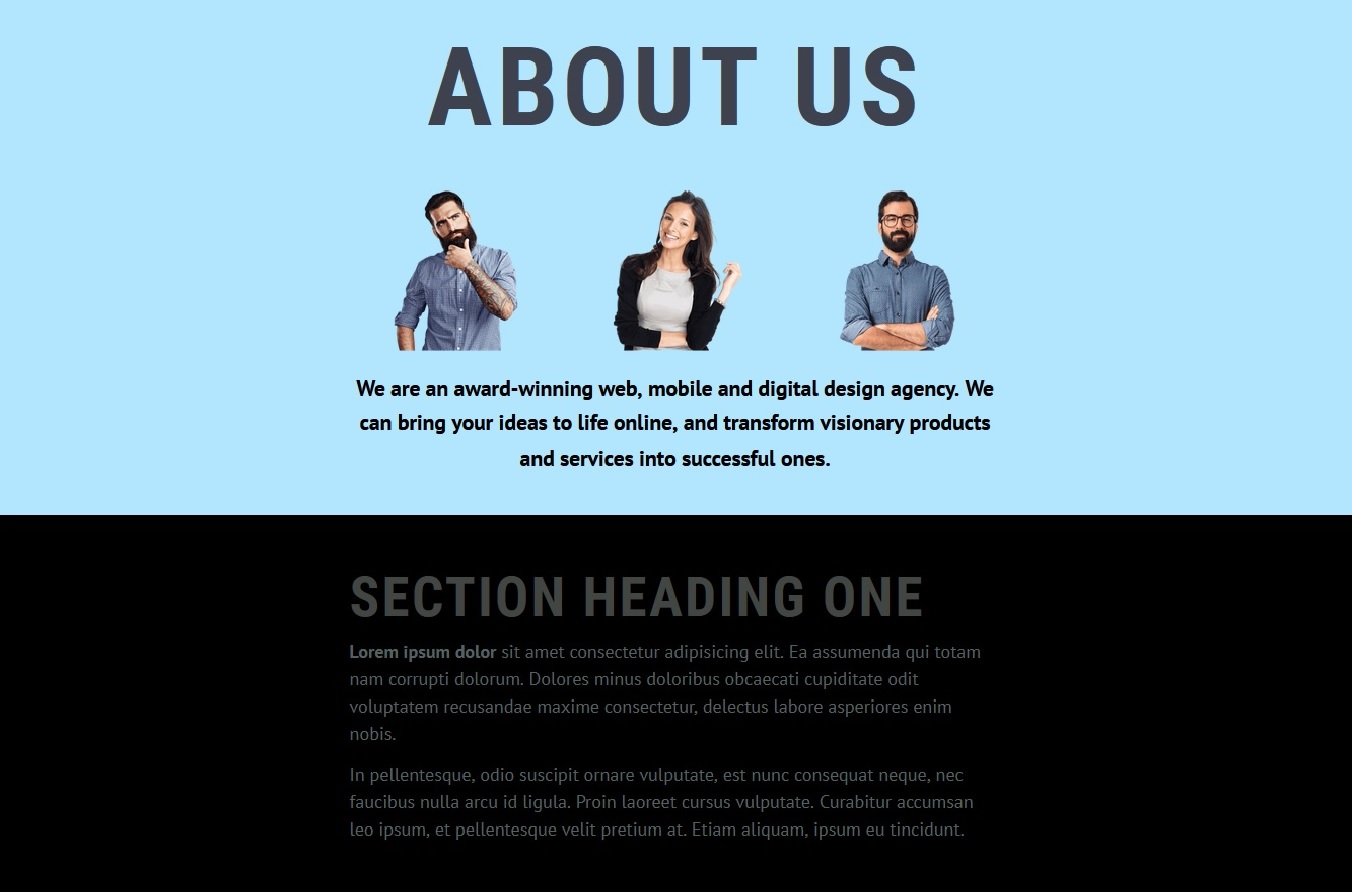 ABOUT US
We are an award-winning web, mobile and digital design agency. We
can bring your ideas to life online, and transform visionary products
and services into successful ones.
SECTION HEADING ONE
Lorem ipsum dolor sit amet consectetur adipisicing elit. Ea assumenda qui totam
nam corrupti dolorum. Dolores minus doloribus obcaecati cupiditate odit
voluptatem recusandae maxime consectetur, delectus labore asperiores enim
nobis.
In pellentesque, odio suscipit ornare vulputate, est nunc consequat neque, nec
faucibus nulla arcu id ligula. Proin laoreet cursus vulputate. Curabitur accumsan
leo ipsum, et pellentesque velit pretium at. Etiam aliquam, ipsum eu tincidunt.